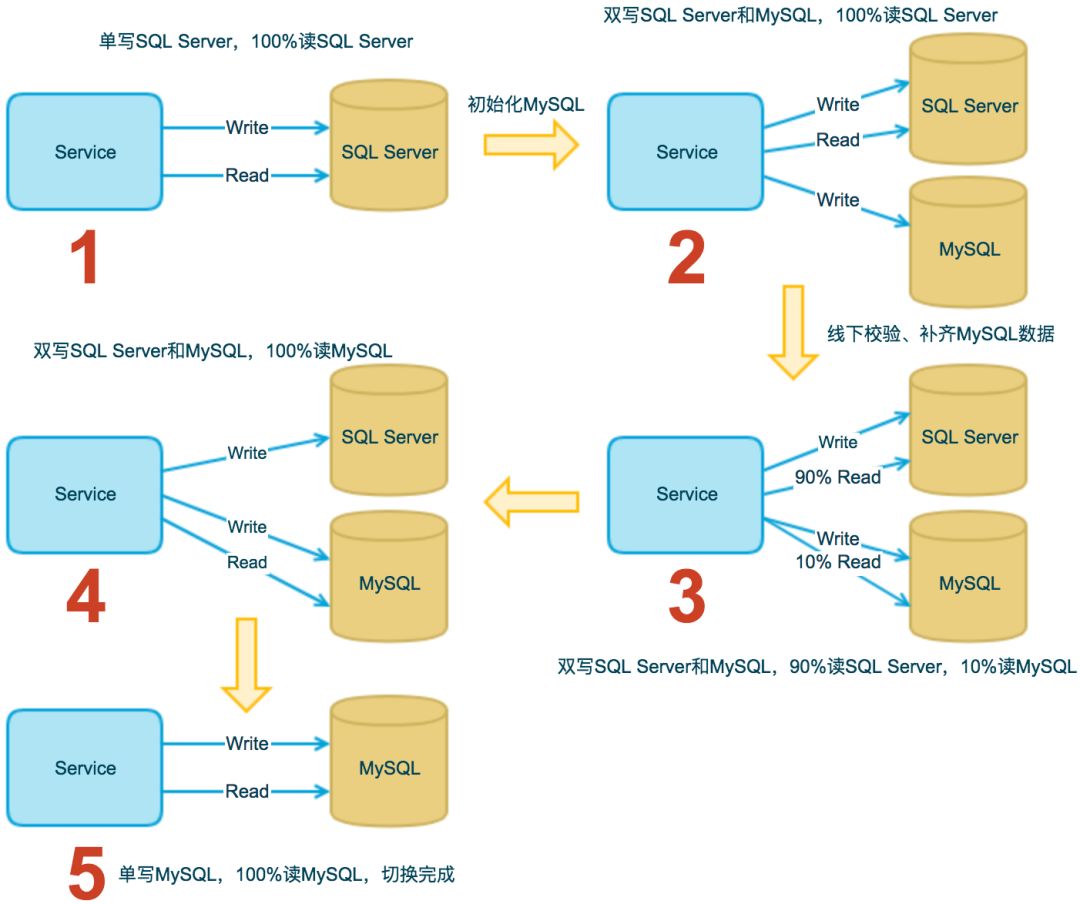 单写SQL Server，100%读SQL Server
Service
Write
Read
SQL Server
1
初始化MySQL
双写SQL Server和MySQL，100%读SQL Server
Service
Write
Read
Write
SQL Server
MySQL
2
线下校验、补齐MySQL数据
Service
Write
90% Read
Write
10% Read
SQL Server
MySQL
3
双写SQL Server和MySQL，90%读SQL Server，10%读MySQL
双写SQL Server和MySQL，100%读MySQL
Service
Write
Write
Read
SQL Server
MySQL
4
Service
Write
Read
MySQL
5
单写MySQL，100%读MySQL，切换完成